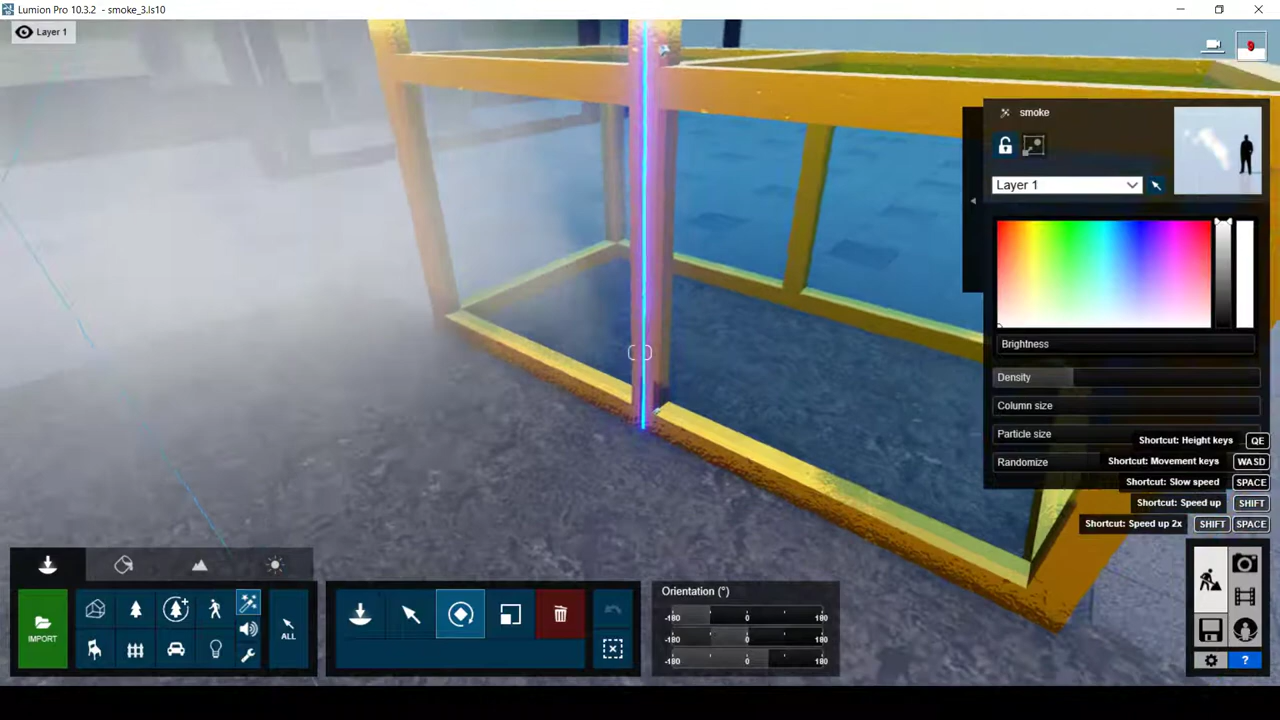 Lumion Pro 10.3.2 - smoke_3.ls10
Layer 1
9
smoke
Layer 1
Brightness
Density
Column size
Particle size
Randomize
Shortcut: Height keys QE
Shortcut: Movement keys WASD
Shortcut: Slow speed SPACE
Shortcut: Speed up SHIFT
Shortcut: Speed up 2x SHIFT SPACE
IMPORT
ALL
Orientation (°)
-180 0 180
-180 0 180
-180 0 180
?